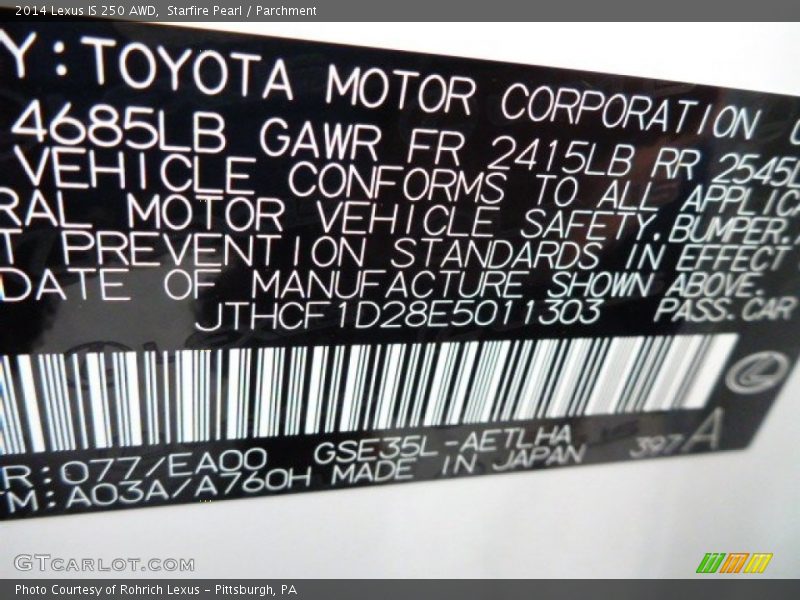 2014 Lexus IS 250 AWD, Starfire Pearl / Parchment
Y:TOYOTA MOTOR CORPORATION
4685LB GAWR FR 2415LB RR 2545L
VEHICLE CONFORMS TO ALL APPLICA
RAL MOTOR VEHICLE SAFETY,BUMPER,
T PREVENTION STANDARDS IN EFFECT
DATE OF MANUFACTURE SHOWN ABOVE.
JTHCF1D28E5011303 PASS.CAR
R:077/EA00 GSE35L-AETLHA 397A
TM:A03A/A760H MADE IN JAPAN
GTCARLOT.COM
Photo Courtesy of Rohrich Lexus – Pittsburgh, PA